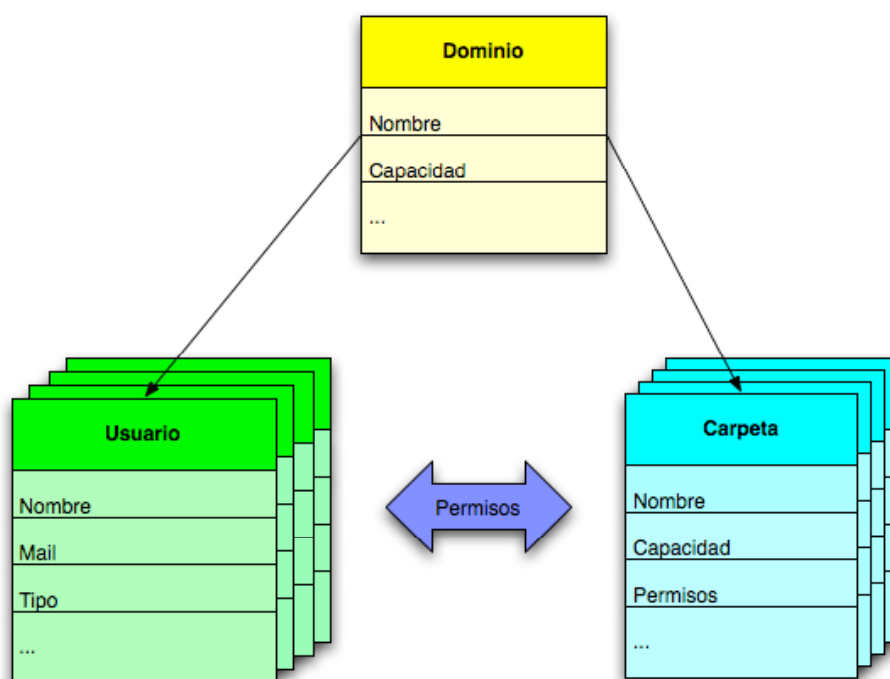 Dominio
Nombre
Capacidad
...
Usuario
Nombre
Mail
Tipo
...
Permisos
Carpeta
Nombre
Capacidad
Permisos
...